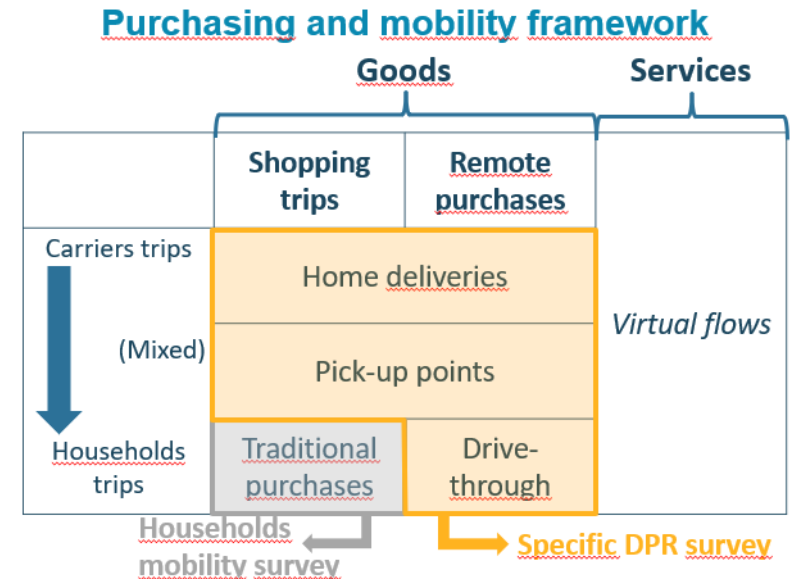 Purchasing and mobility framework
Goods
Services
Shopping
trips
Remote
purchases
Carriers trips
Home deliveries
Virtual flows
(Mixed)
Pick-up points
Households
trips
Traditional
purchases
Drive-
through
Households
mobility survey
Specific DPR survey